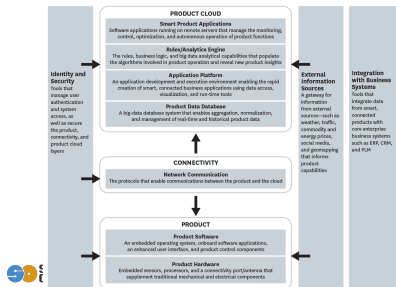 PRODUCT CLOUD
Smart Product Applications
Software applications running on remote servers that manage the monitoring,
control, optimization, and autonomous operation of product functions
Rules/Analytics Engine
The rules, business logic, and big data analytical capabilities that populate
the algorithms involved in product operation and reveal new product insights
Application Platform
An application development and execution environment enabling the rapid
creation of smart, connected business applications using data access,
visualization, and run-time tools
Product Data Database
A big-data database system that enables aggregation, normalization,
and management of real-time and historical product data
Identity and
Security
Tools that
manage user
authentication
and system
access, as
well as secure
the product,
connectivity, and
product cloud
layers
External
Information
Sources
A gateway for
information
from external
sources—such as
weather, traffic,
commodity and
energy prices,
social media,
and geomapping
that informs
product
capabilities
Integration
with Business
Systems
Tools that
integrate data
from smart,
connected
products with
core enterprise
business systems
such as ERP, CRM,
and PLM
CONNECTIVITY
Network Communication
The protocols that enable communications between the product and the cloud
PRODUCT
Product Software
An embedded operating system, onboard software applications,
an enhanced user interface, and product control components
Product Hardware
Embedded sensors, processors, and a connectivity port/antenna that
supplement traditional mechanical and electrical components